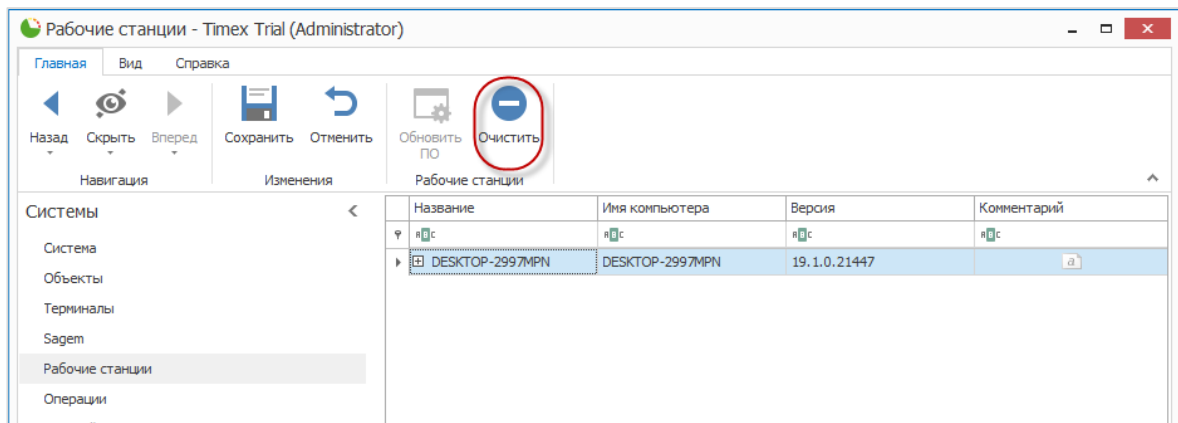 Рабочие станции - Timex Trial (Administrator)
Главная Вид Справка
Назад Скрыть Вперед Сохранить Отменить Обновить ПО Очистить
Навигация Изменения Рабочие станции
Системы
Название Имя компьютера Версия Комментарий
Система
Объекты
DESKTOP-2997MPN DESKTOP-2997MPN 19.1.0.21447
Терминалы
Sagem
Рабочие станции
Операции